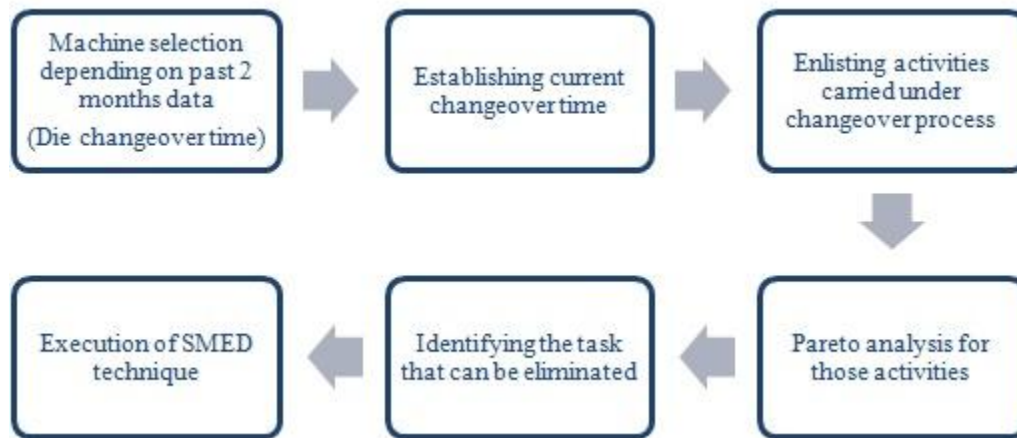 Machine selection
depending on past 2
months data
(Die changeover time)
Establishing current
changeover time
Enlisting activities
carried under
changeover process
Pareto analysis for
those activities
Identifying the task
that can be eliminated
Execution of SMED
technique